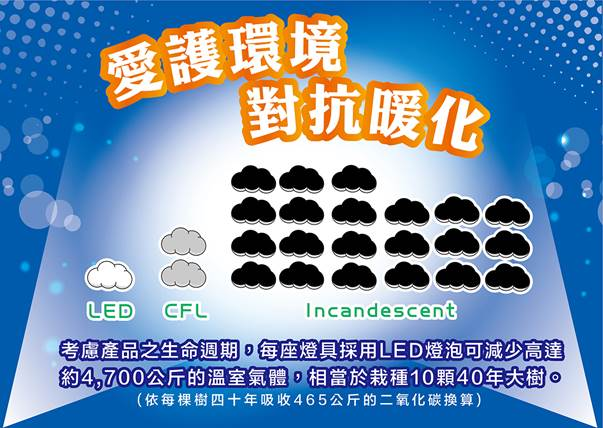 愛護環境
對抗暖化
LED CFL Incandescent
考慮產品之生命週期，每座燈具採用LED燈泡可減少高達
約4,700公斤的溫室氣體，相當於栽種10顆40年大樹。
(依每棵樹四十年吸收465公斤的二氧化碳換算)